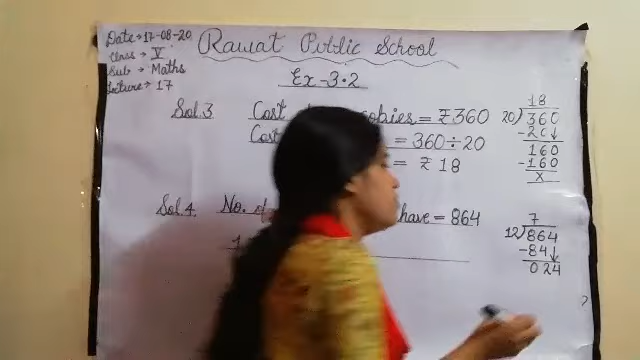 Date → 17-08-20
Class → V
Sub → Maths
Lecture → 17
Rawat Public School
Ex-3.2
Sol.3 Cost copies = ₹360
Cost = 360÷20
= ₹ 18
18
20)360
-20↓
160
-160
x
Sol.4 No. of have = 864
7
12)864
-84↓
024